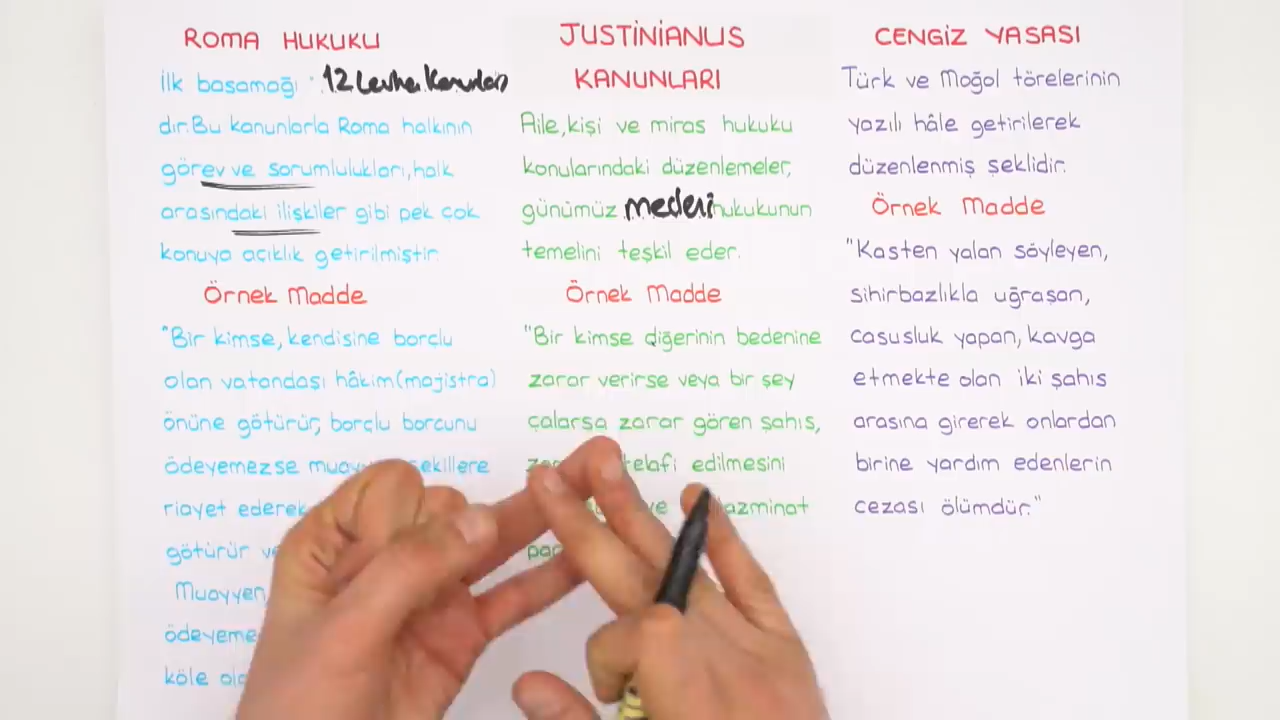 ROMA HUKUKU
İlk basamağı: 12 Levha Kanunları
dır. Bu kanunlarla Roma halkının
görev ve sorumlulukları, halk
arasındaki ilişkiler gibi pek çok
konuya açıklık getirilmiştir.
Örnek Madde
"Bir kimse, kendisine borçlu
olan vatandaşı hâkim (majistra)
önüne götürür, borçlu borcunu
ödeyemezse şekillere
riayet ederek
götürür
Muayyen
köle
JUSTİNİANUS
KANUNLARI
Aile, kişi ve miras hukuku
konularındaki düzenlemeler,
günümüz medeni hukukunun
temelini teşkil eder.
Örnek Madde
"Bir kimse diğerinin bedenine
zarar verirse veya bir şey
çalarsa zarar gören şahıs,
telafi edilmesini
ve tazminat
CENGİZ YASASI
Türk ve Moğol törelerinin
yazılı hâle getirilerek
düzenlenmiş şeklidir.
Örnek Madde
"Kasten yalan söyleyen,
sihirbazlıkla uğraşan,
casusluk yapan, kavga
etmekte olan iki şahıs
arasına girerek onlardan
birine yardım edenlerin
cezası ölümdür."